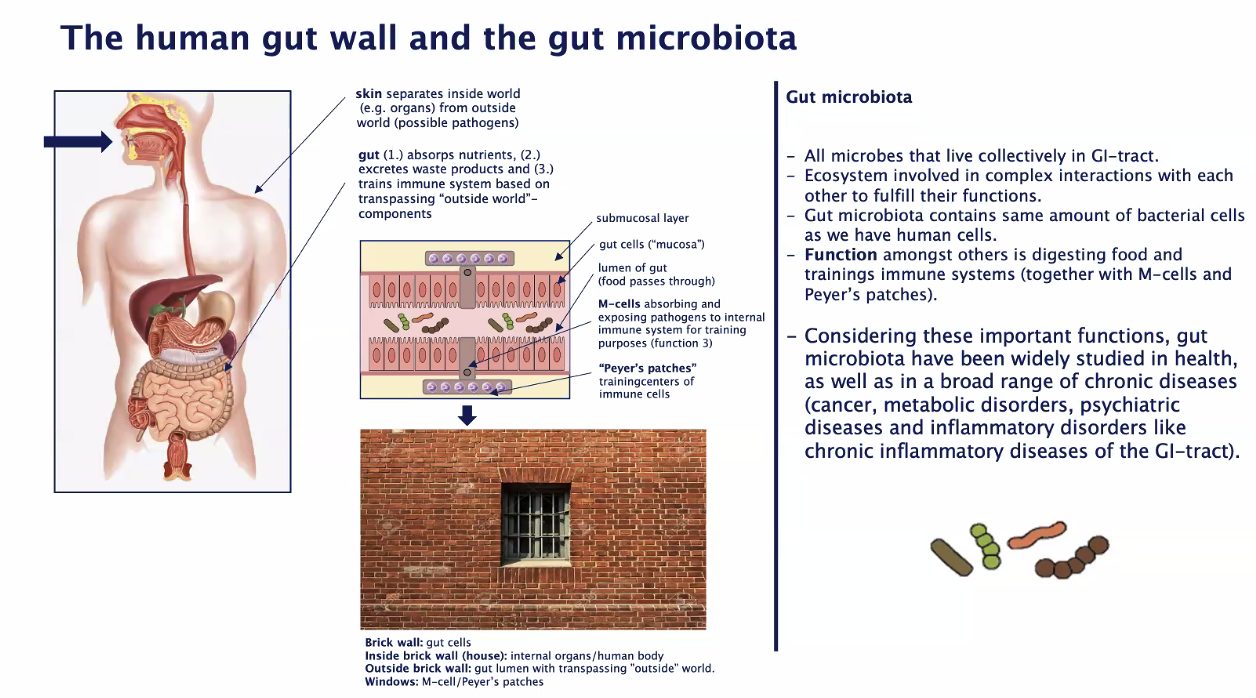 The human gut wall and the gut microbiota
skin separates inside world
(e.g. organs) from outside
world (possible pathogens)
gut (1.) absorps nutrients, (2.)
excretes waste products and (3.)
trains immune system based on
transpassing “outside world”-
components
submucosal layer
gut cells (“mucosa”)
lumen of gut
(food passes through)
M-cells absorbing and
exposing pathogens to internal
immune system for training
purposes (function 3)
“Peyer’s patches”
trainingcenters of
immune cells
Brick wall: gut cells
Inside brick wall (house): internal organs/human body
Outside brick wall: gut lumen with transpassing "outside" world.
Windows: M-cell/Peyer’s patches
Gut microbiota
– All microbes that live collectively in GI-tract.
– Ecosystem involved in complex interactions with each
other to fulfill their functions.
– Gut microbiota contains same amount of bacterial cells
as we have human cells.
– Function amongst others is digesting food and
trainings immune systems (together with M-cells and
Peyer’s patches).
– Considering these important functions, gut
microbiota have been widely studied in health,
as well as in a broad range of chronic diseases
(cancer, metabolic disorders, psychiatric
diseases and inflammatory disorders like
chronic inflammatory diseases of the GI-tract).